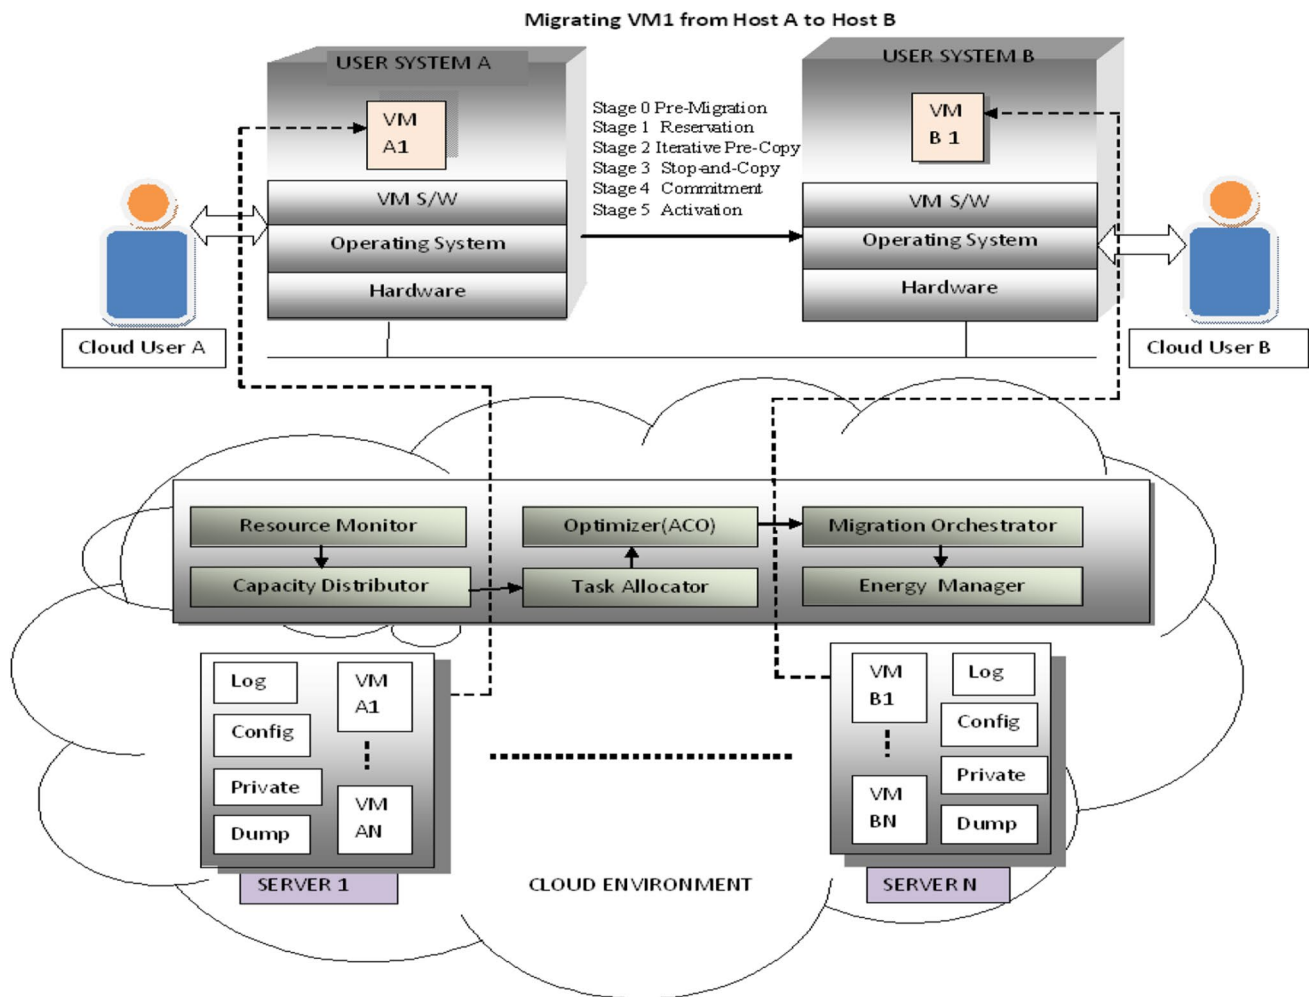 Migrating VM1 from Host A to Host B
USER SYSTEM A
VM
A1
VM S/W
Operating System
Hardware
Stage 0 Pre-Migration
Stage 1 Reservation
Stage 2 Iterative Pre-Copy
Stage 3 Stop-and-Copy
Stage 4 Commitment
Stage 5 Activation
USER SYSTEM B
VM
B 1
VM S/W
Operating System
Hardware
Cloud User A
Cloud User B
Resource Monitor
Optimizer(ACO)
Migration Orchestrator
Capacity Distributor
Task Allocator
Energy Manager
Log
Config
Private
Dump
VM
A1
VM
AN
SERVER 1
CLOUD ENVIRONMENT
VM
B1
VM
BN
Log
Config
Private
Dump
SERVER N